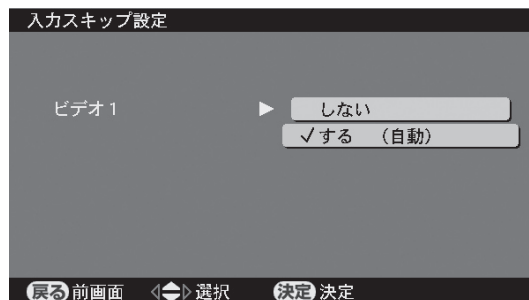 入力スキップ設定
ビデオ1 ▶ しない
✓する (自動)
戻る 前画面 選択 決定 決定